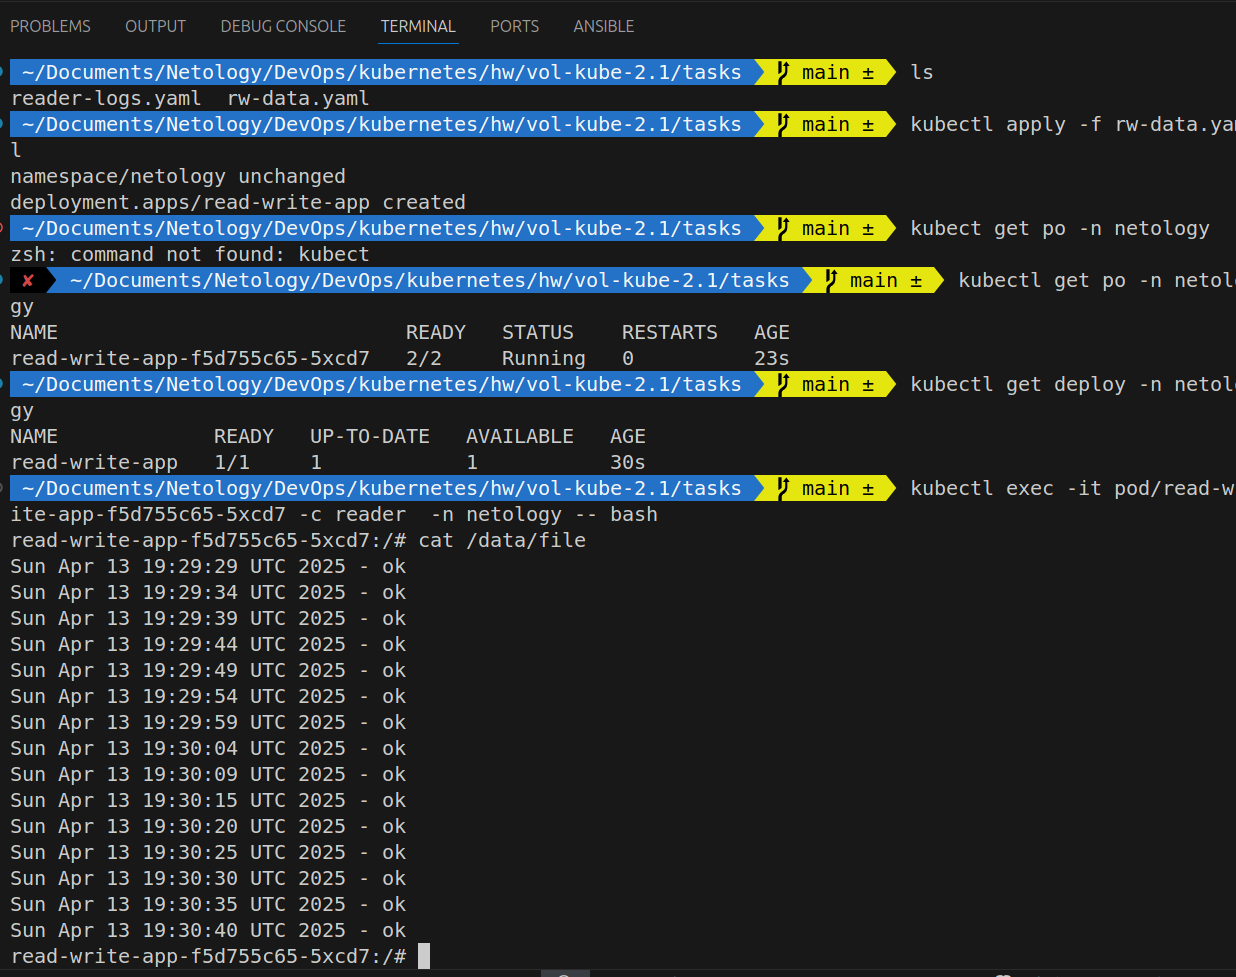 PROBLEMS OUTPUT DEBUG CONSOLE TERMINAL PORTS ANSIBLE
~/Documents/Netology/DevOps/kubernetes/hw/vol-kube-2.1/tasks main ± ls
reader-logs.yaml rw-data.yaml
~/Documents/Netology/DevOps/kubernetes/hw/vol-kube-2.1/tasks main ± kubectl apply -f rw-data.yam
l
namespace/netology unchanged
deployment.apps/read-write-app created
~/Documents/Netology/DevOps/kubernetes/hw/vol-kube-2.1/tasks main ± kubect get po -n netology
zsh: command not found: kubect
✘ ~/Documents/Netology/DevOps/kubernetes/hw/vol-kube-2.1/tasks main ± kubectl get po -n netolo
gy
NAME READY STATUS RESTARTS AGE
read-write-app-f5d755c65-5xcd7 2/2 Running 0 23s
~/Documents/Netology/DevOps/kubernetes/hw/vol-kube-2.1/tasks main ± kubectl get deploy -n netolo
gy
NAME READY UP-TO-DATE AVAILABLE AGE
read-write-app 1/1 1 1 30s
~/Documents/Netology/DevOps/kubernetes/hw/vol-kube-2.1/tasks main ± kubectl exec -it pod/read-w
ite-app-f5d755c65-5xcd7 -c reader -n netology -- bash
read-write-app-f5d755c65-5xcd7:/# cat /data/file
Sun Apr 13 19:29:29 UTC 2025 - ok
Sun Apr 13 19:29:34 UTC 2025 - ok
Sun Apr 13 19:29:39 UTC 2025 - ok
Sun Apr 13 19:29:44 UTC 2025 - ok
Sun Apr 13 19:29:49 UTC 2025 - ok
Sun Apr 13 19:29:54 UTC 2025 - ok
Sun Apr 13 19:29:59 UTC 2025 - ok
Sun Apr 13 19:30:04 UTC 2025 - ok
Sun Apr 13 19:30:09 UTC 2025 - ok
Sun Apr 13 19:30:15 UTC 2025 - ok
Sun Apr 13 19:30:20 UTC 2025 - ok
Sun Apr 13 19:30:25 UTC 2025 - ok
Sun Apr 13 19:30:30 UTC 2025 - ok
Sun Apr 13 19:30:35 UTC 2025 - ok
Sun Apr 13 19:30:40 UTC 2025 - ok
read-write-app-f5d755c65-5xcd7:/#